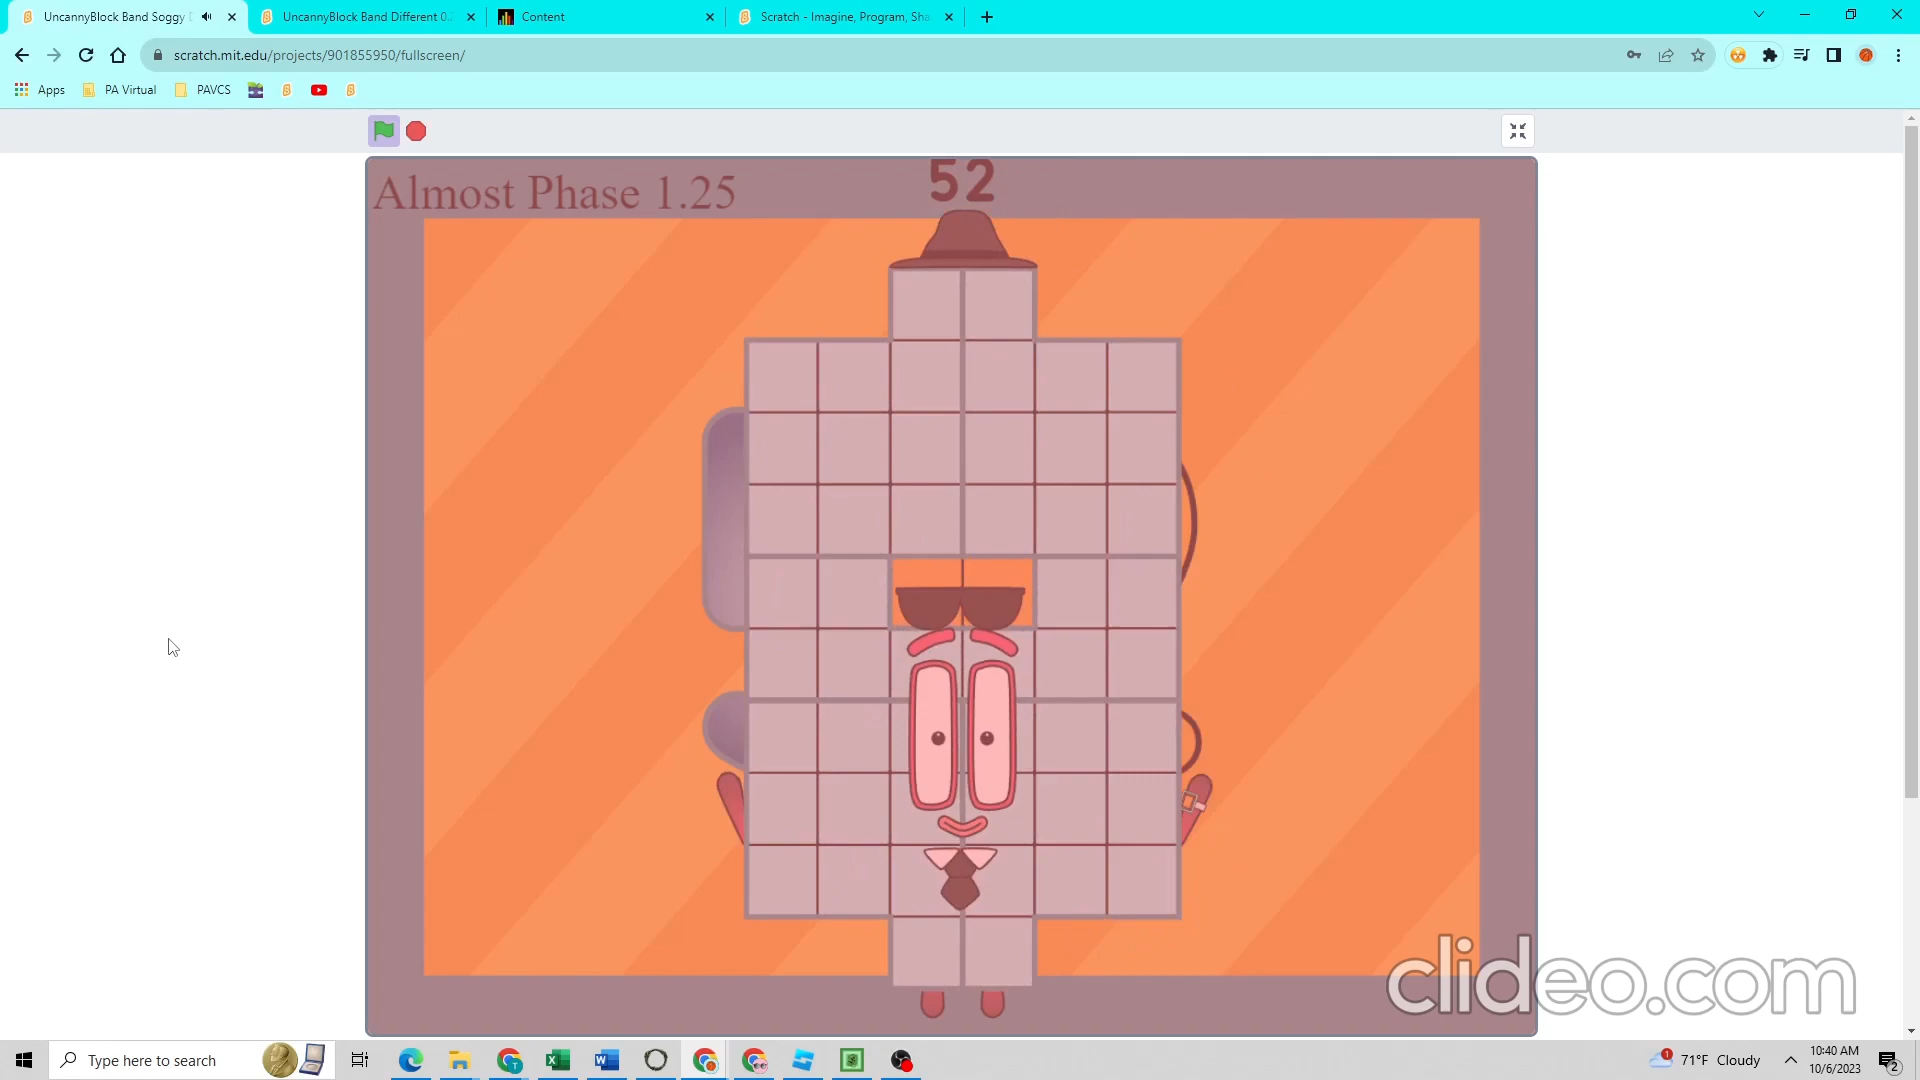 UncannyBlock Band Soggy
UncannyBlock Band Different 0.
Content
Scratch - Imagine, Program, Sha
scratch.mit.edu/projects/901855950/fullscreen/
Apps
PA Virtual
PAVCS
52
Almost Phase 1.25
clideo.com
Type here to search
71°F Cloudy
10:40 AM
10/6/2023
2